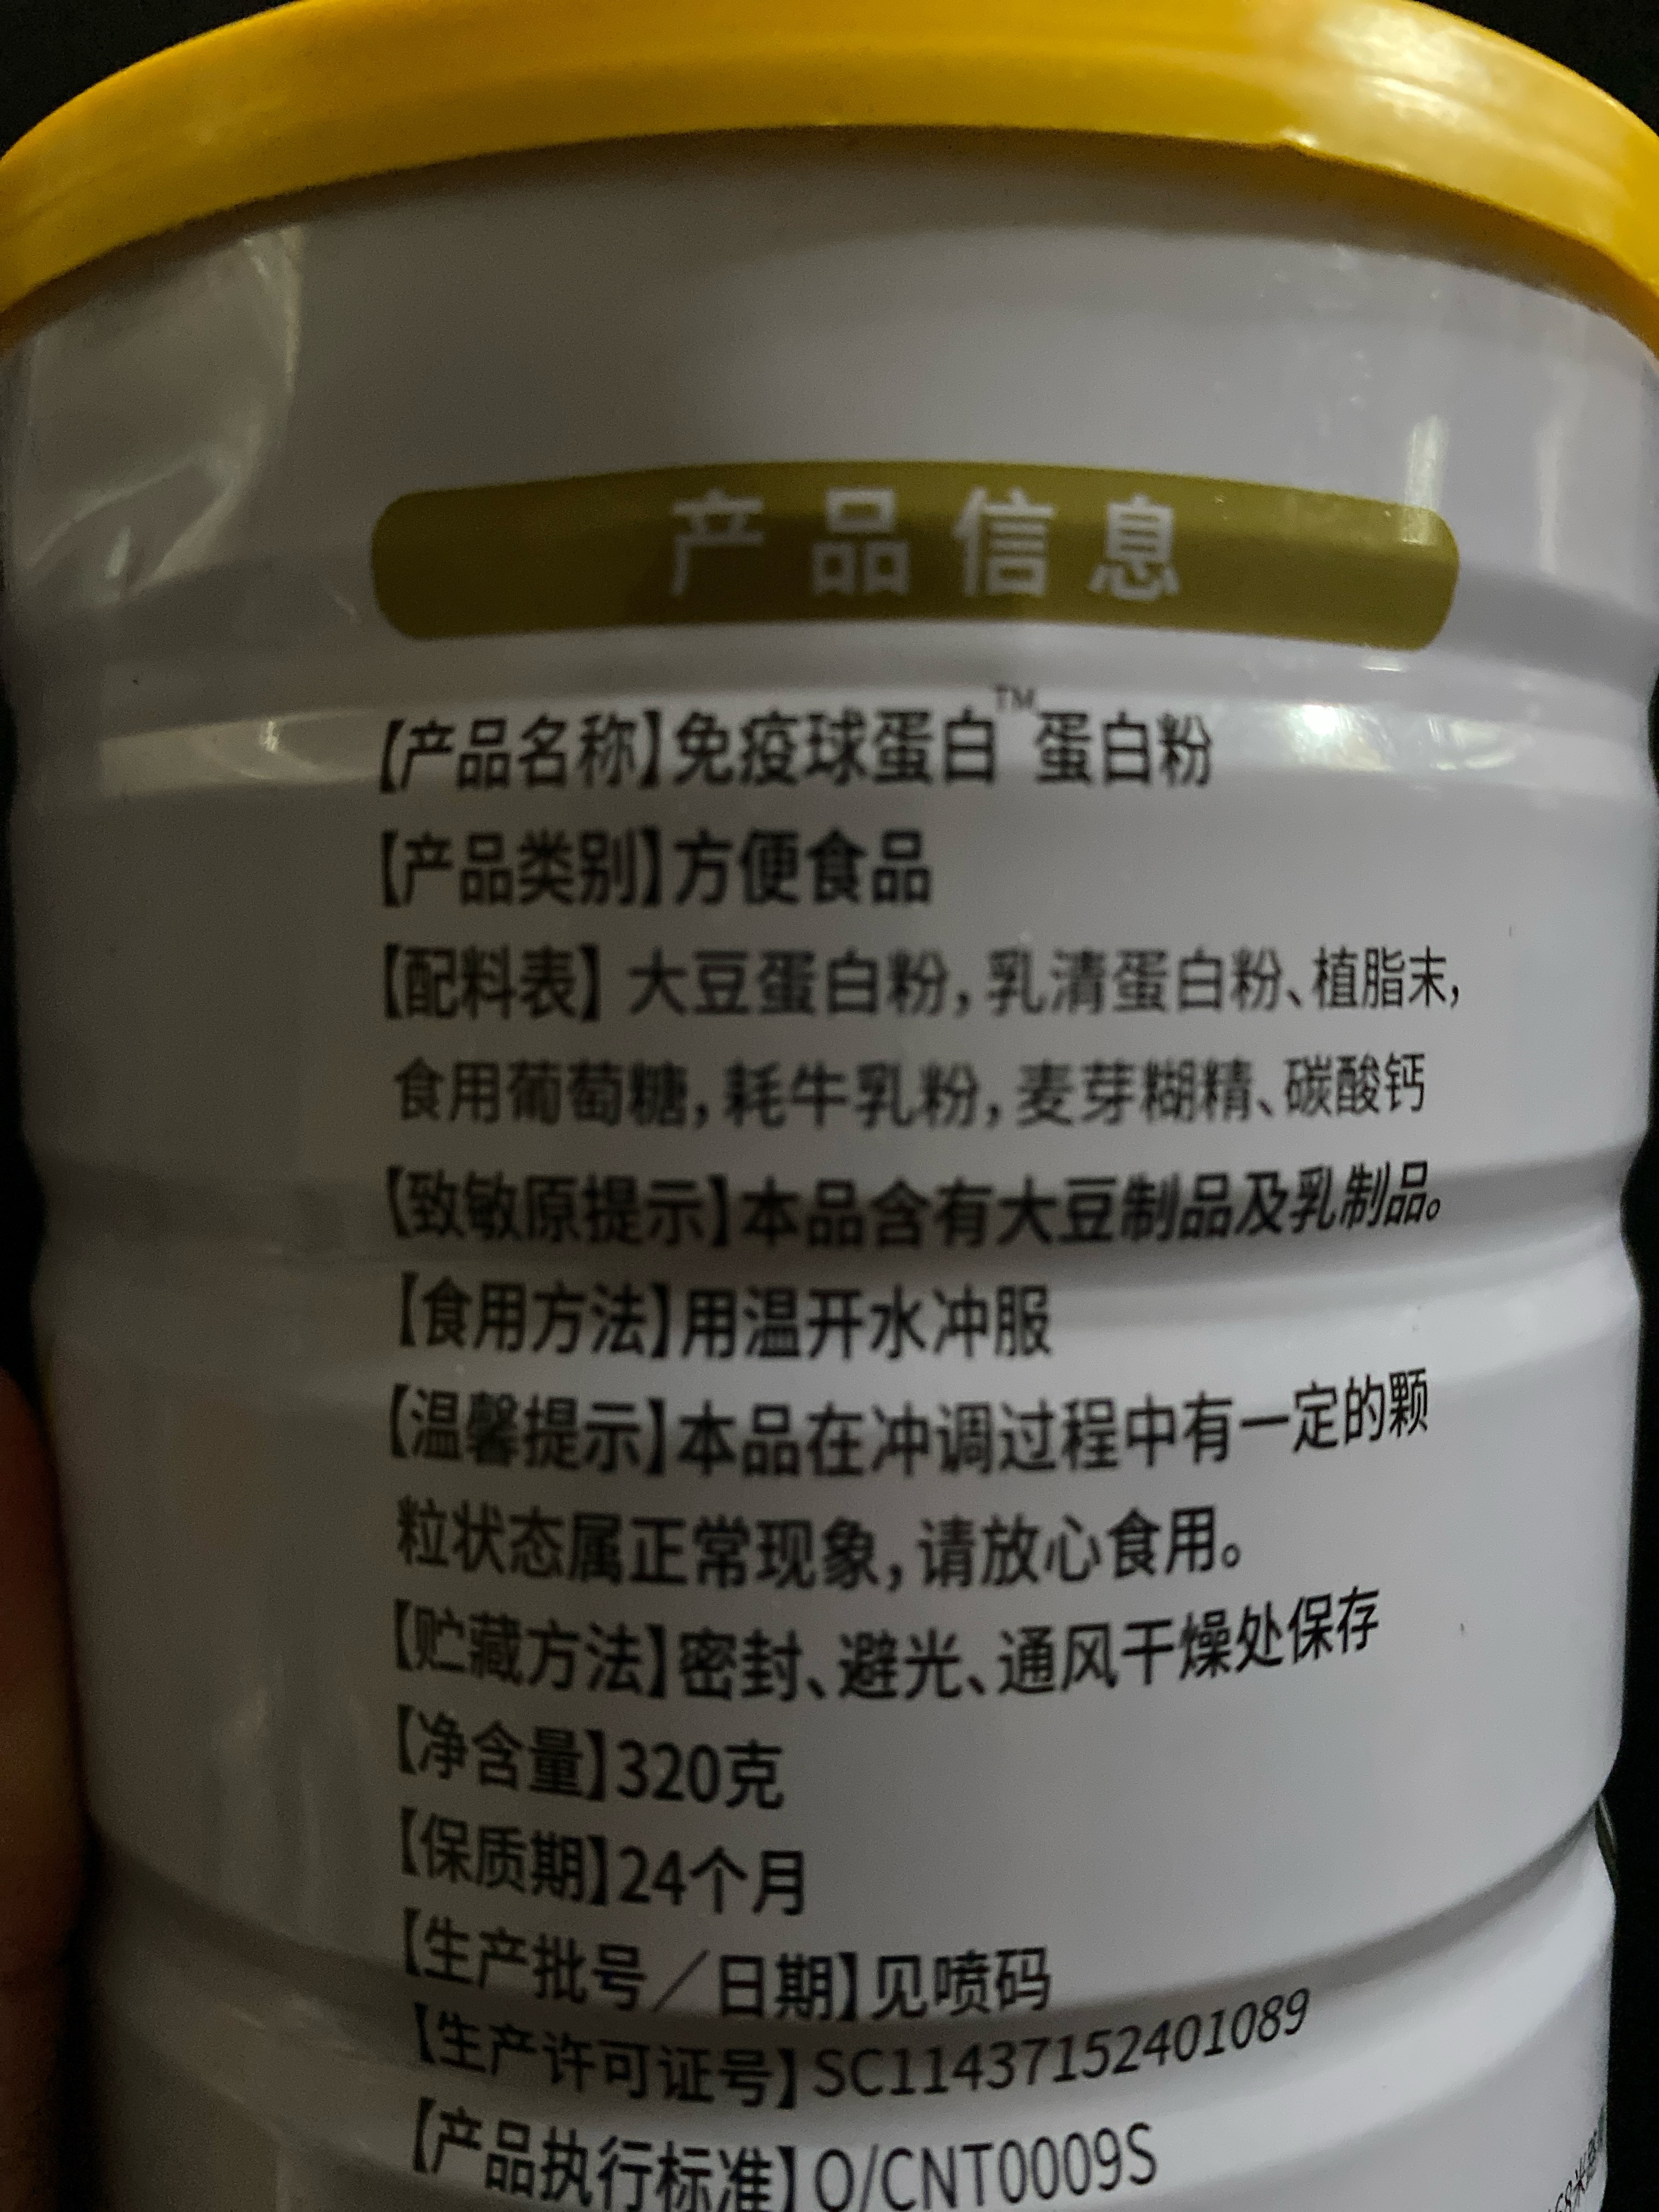 产品信息
【产品名称】免疫球蛋白™蛋白粉
【产品类别】方便食品
【配料表】大豆蛋白粉，乳清蛋白粉、植脂末，
食用葡萄糖，耗牛乳粉，麦芽糊精、碳酸钙
【致敏原提示】本品含有大豆制品及乳制品。
【食用方法】用温开水冲服
【温馨提示】本品在冲调过程中有一定的颗
粒状态属正常现象，请放心食用。
【贮藏方法】密封、避光、通风干燥处保存
【净含量】320克
【保质期】24个月
【生产批号／日期】见喷码
【生产许可证号】SC11437152401089
【产品执行标准】O/CNT0009S